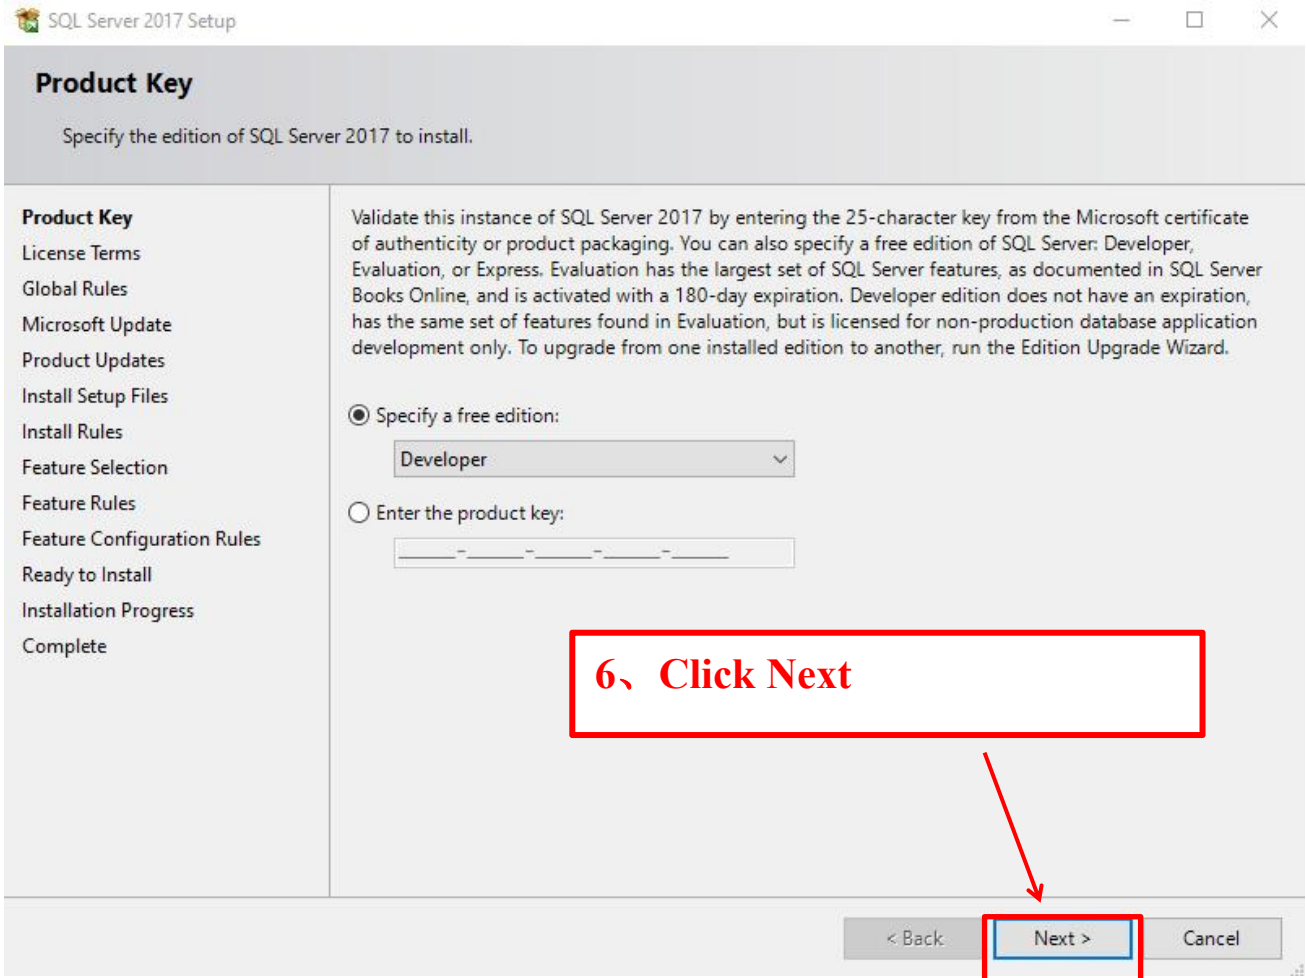 SQL Server 2017 Setup
Product Key
Specify the edition of SQL Server 2017 to install.
Product Key
License Terms
Global Rules
Microsoft Update
Product Updates
Install Setup Files
Install Rules
Feature Selection
Feature Rules
Feature Configuration Rules
Ready to Install
Installation Progress
Complete
Validate this instance of SQL Server 2017 by entering the 25-character key from the Microsoft certificate
of authenticity or product packaging. You can also specify a free edition of SQL Server: Developer,
Evaluation, or Express. Evaluation has the largest set of SQL Server features, as documented in SQL Server
Books Online, and is activated with a 180-day expiration. Developer edition does not have an expiration,
has the same set of features found in Evaluation, but is licensed for non-production database application
development only. To upgrade from one installed edition to another, run the Edition Upgrade Wizard.
Specify a free edition:
Developer
Enter the product key:
_____-_____-_____-_____-_____
6、Click Next
< Back
Next >
Cancel